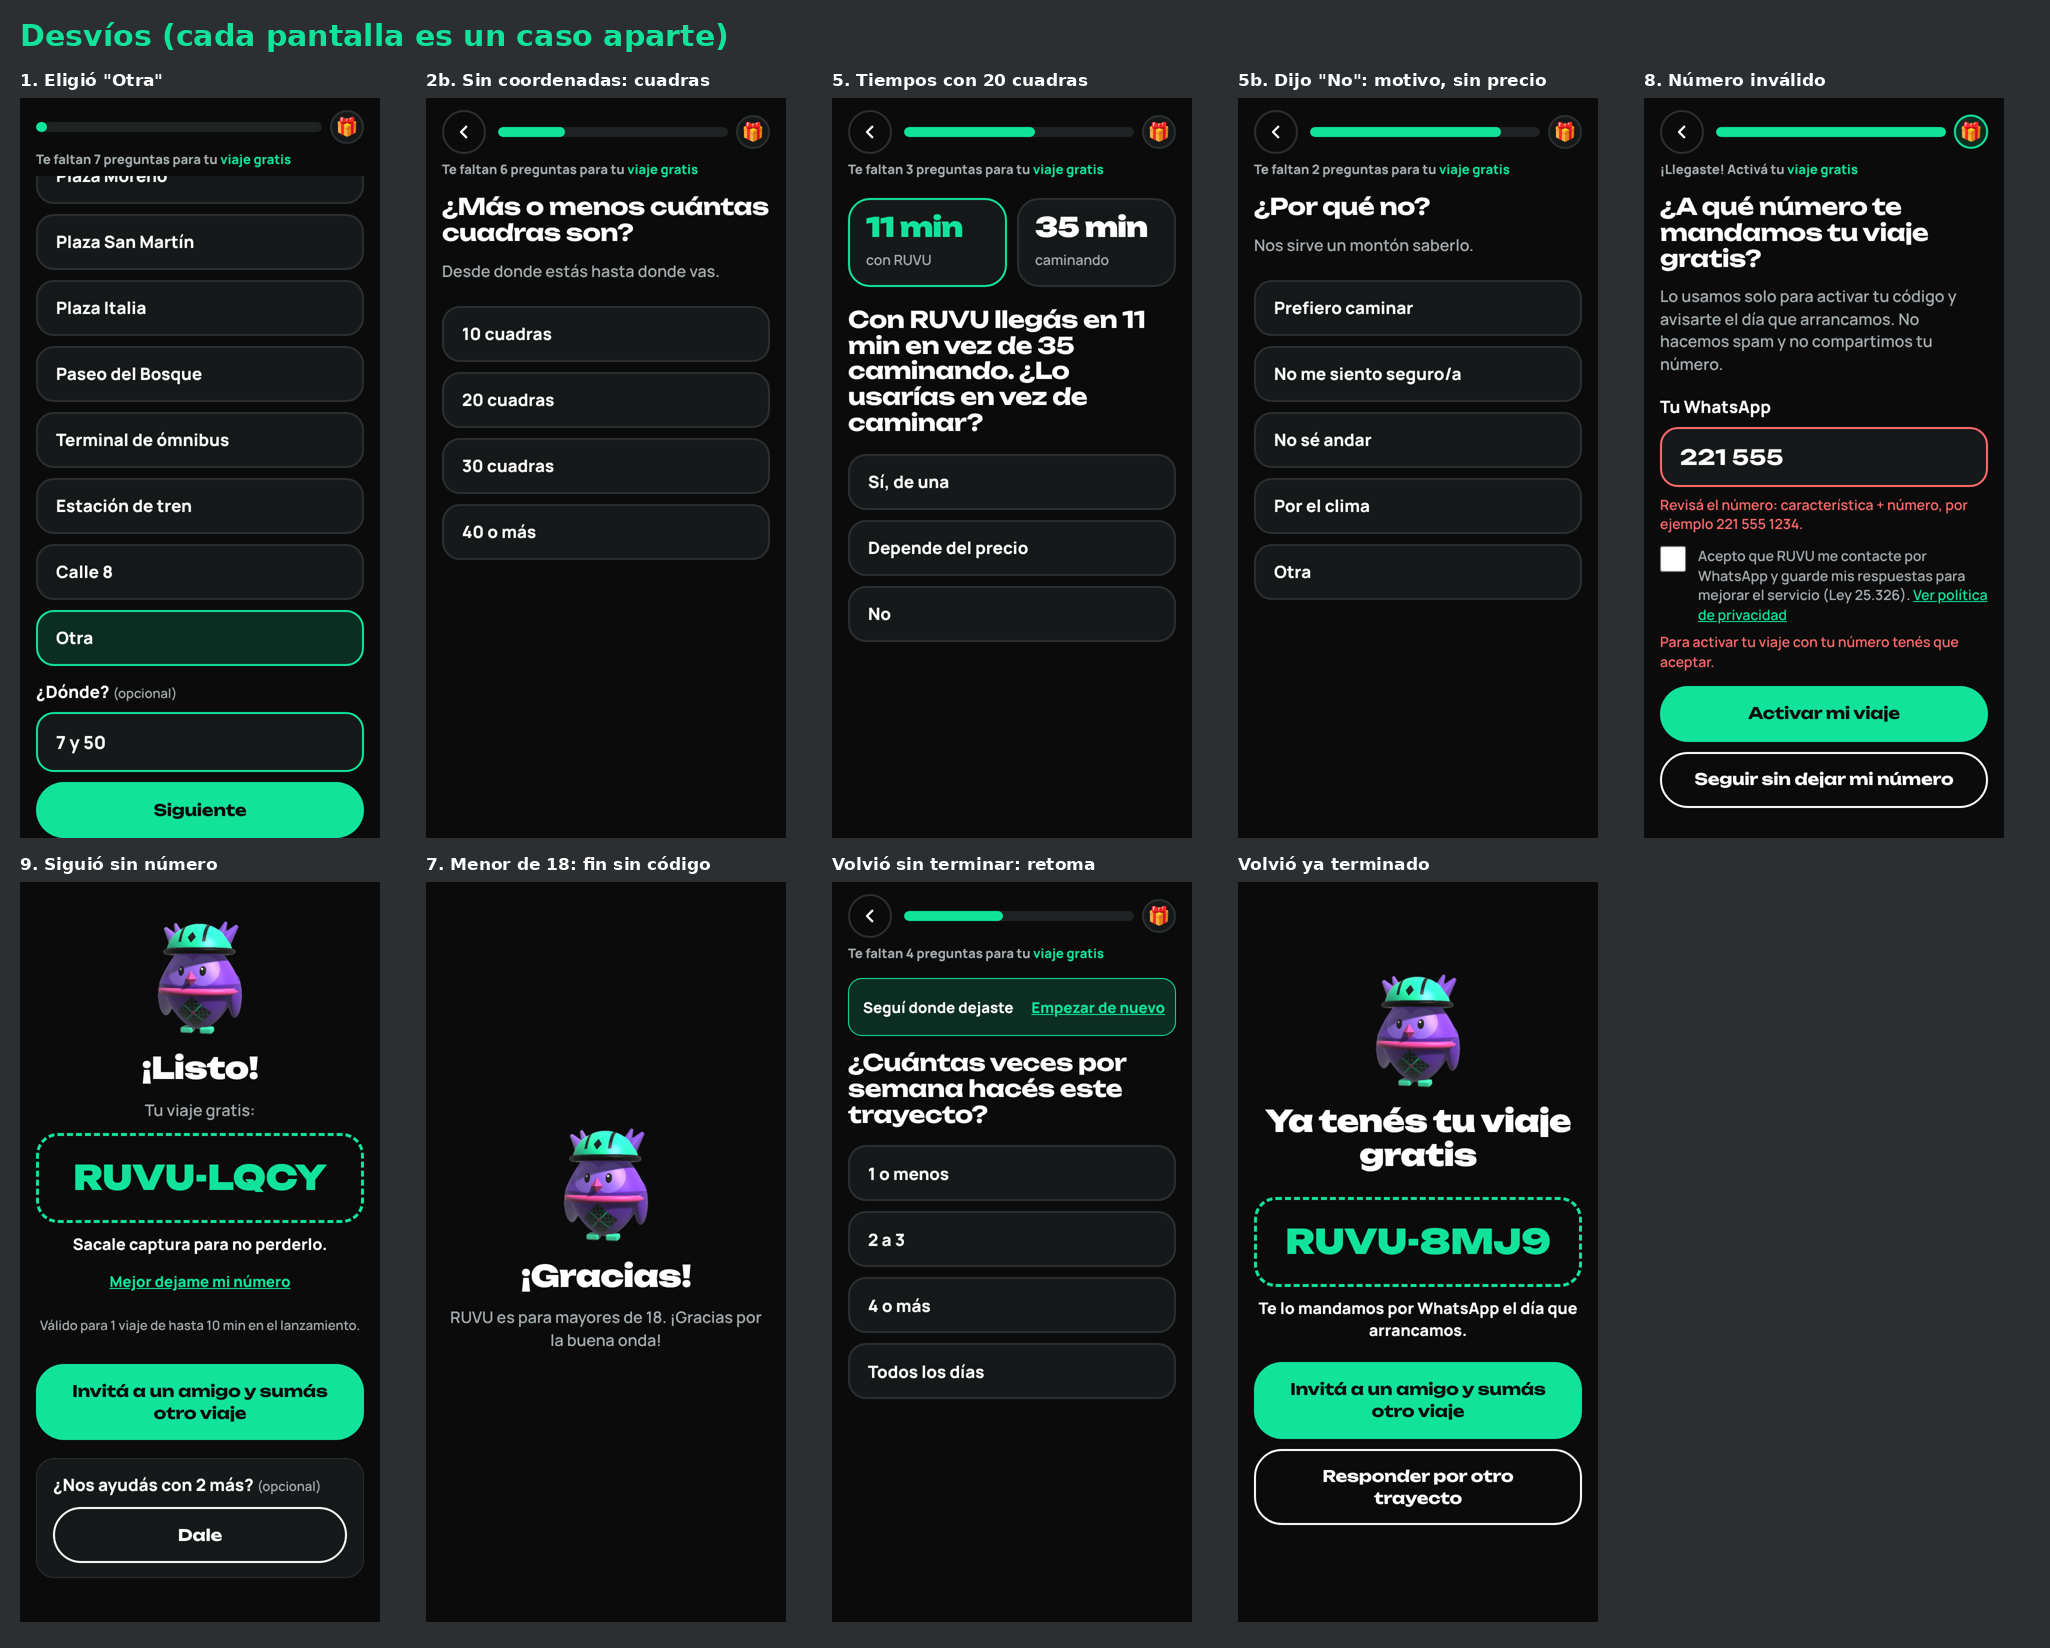 Desvíos (cada pantalla es un caso aparte)
1. Eligió "Otra"
Te faltan 7 preguntas para tu viaje gratis
Plaza Moreno
Plaza San Martín
Plaza Italia
Paseo del Bosque
Terminal de ómnibus
Estación de tren
Calle 8
Otra
¿Dónde? (opcional)
7 y 50
Siguiente
2b. Sin coordenadas: cuadras
Te faltan 6 preguntas para tu viaje gratis
¿Más o menos cuántas
cuadras son?
Desde donde estás hasta donde vas.
10 cuadras
20 cuadras
30 cuadras
40 o más
5. Tiempos con 20 cuadras
Te faltan 3 preguntas para tu viaje gratis
11 min
con RUVU
35 min
caminando
Con RUVU llegás en 11
min en vez de 35
caminando. ¿Lo
usarías en vez de
caminar?
Sí, de una
Depende del precio
No
5b. Dijo "No": motivo, sin precio
Te faltan 2 preguntas para tu viaje gratis
¿Por qué no?
Nos sirve un montón saberlo.
Prefiero caminar
No me siento seguro/a
No sé andar
Por el clima
Otra
8. Número inválido
¡Llegaste! Activá tu viaje gratis
¿A qué número te
mandamos tu viaje
gratis?
Lo usamos solo para activar tu código y
avisarte el día que arrancamos. No
hacemos spam y no compartimos tu
número.
Tu WhatsApp
221 555
Revisá el número: característica + número, por
ejemplo 221 555 1234.
Acepto que RUVU me contacte por
WhatsApp y guarde mis respuestas para
mejorar el servicio (Ley 25.326). Ver política
de privacidad
Para activar tu viaje con tu número tenés que
aceptar.
Activar mi viaje
Seguir sin dejar mi número
9. Siguió sin número
¡Listo!
Tu viaje gratis:
RUVU-LQCY
Sacale captura para no perderlo.
Mejor dejame mi número
Válido para 1 viaje de hasta 10 min en el lanzamiento.
Invitá a un amigo y sumás
otro viaje
¿Nos ayudás con 2 más? (opcional)
Dale
7. Menor de 18: fin sin código
¡Gracias!
RUVU es para mayores de 18. ¡Gracias por
la buena onda!
Volvió sin terminar: retoma
Te faltan 4 preguntas para tu viaje gratis
Seguí donde dejaste Empezar de nuevo
¿Cuántas veces por
semana hacés este
trayecto?
1 o menos
2 a 3
4 o más
Todos los días
Volvió ya terminado
Ya tenés tu viaje
gratis
RUVU-8MJ9
Te lo mandamos por WhatsApp el día que
arrancamos.
Invitá a un amigo y sumás
otro viaje
Responder por otro
trayecto